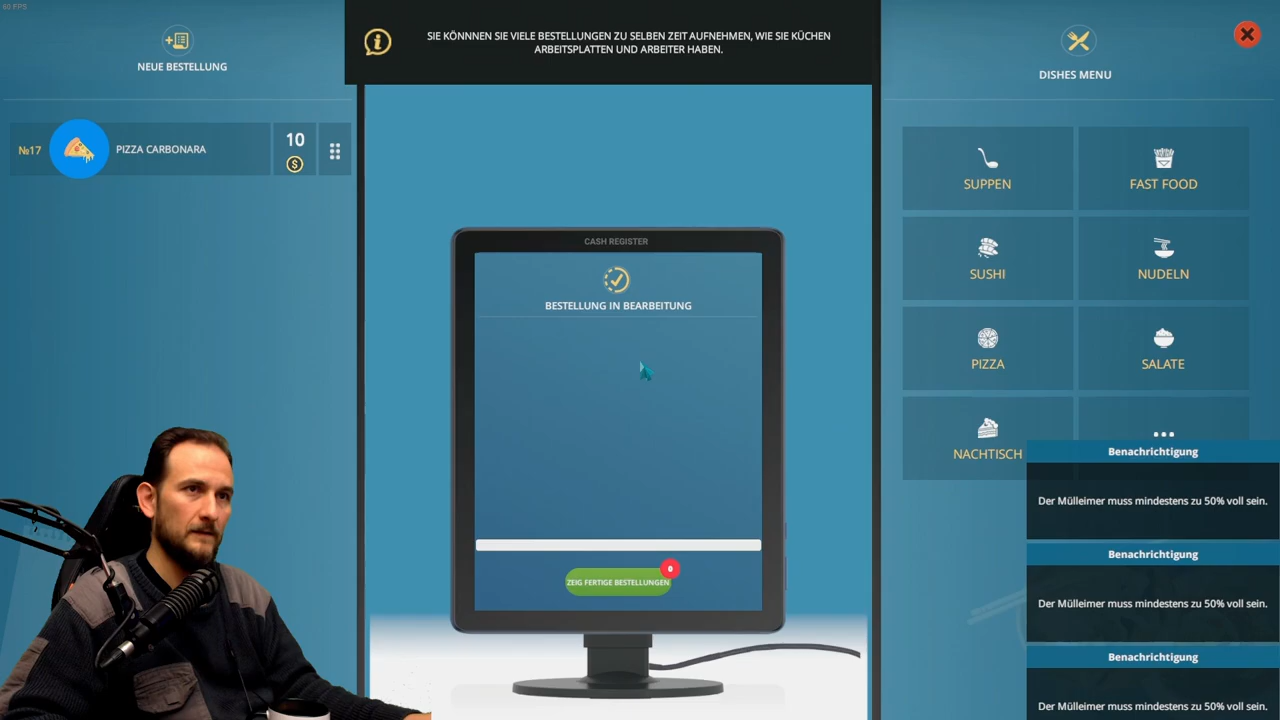 60 FPS
NEUE BESTELLUNG
№17
PIZZA CARBONARA
10
SIE KÖNNNEN SIE VIELE BESTELLUNGEN ZU SELBEN ZEIT AUFNEHMEN, WIE SIE KÜCHEN
ARBEITSPLATTEN UND ARBEITER HABEN.
CASH REGISTER
BESTELLUNG IN BEARBEITUNG
0
ZEIG FERTIGE BESTELLUNGEN
DISHES MENU
SUPPEN
FAST FOOD
SUSHI
NUDELN
PIZZA
SALATE
NACHTISCH
Benachrichtigung
Der Mülleimer muss mindestens zu 50% voll sein.
Benachrichtigung
Der Mülleimer muss mindestens zu 50% voll sein.
Benachrichtigung
Der Mülleimer muss mindestens zu 50% voll sein.